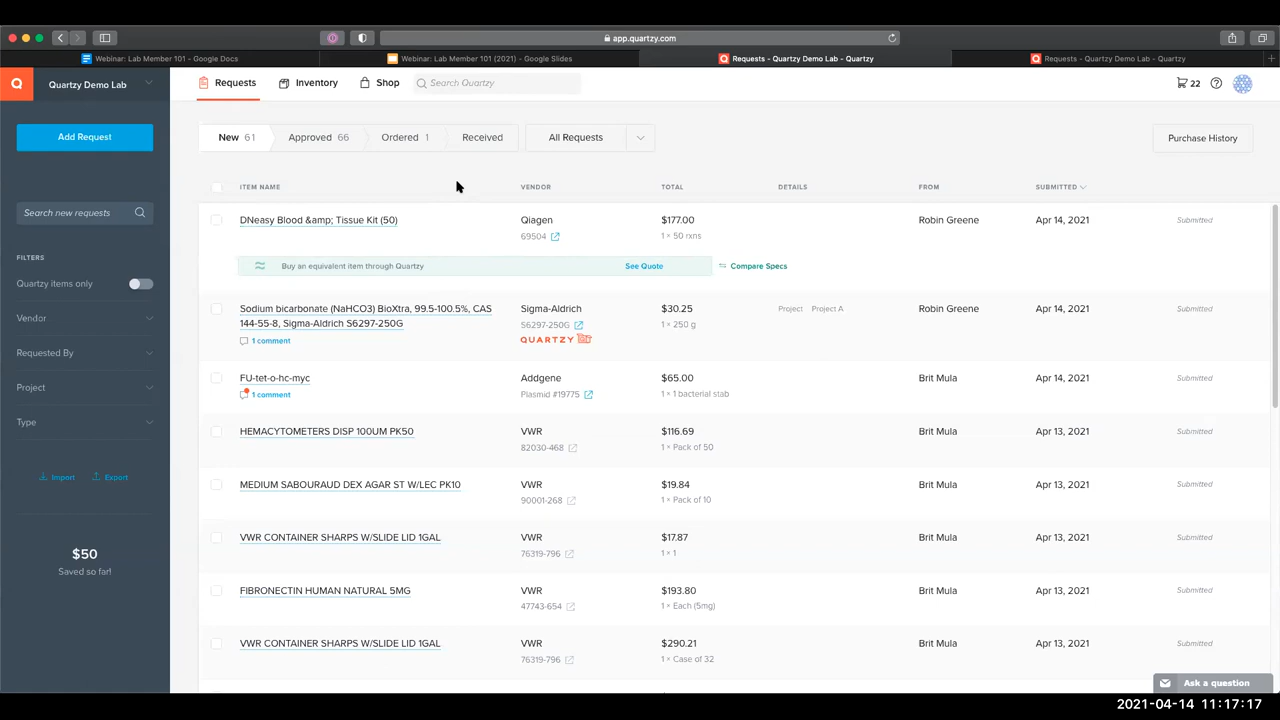 app.quartzy.com
Webinar: Lab Member 101 - Google Docs
Webinar: Lab Member 101 (2021) - Google Slides
Requests - Quartzy Demo Lab - Quartzy
Requests - Quartzy Demo Lab - Quartzy
Q
Quartzy Demo Lab
Requests
Inventory
Shop
Search Quartzy
22
Add Request
New 61
Approved 66
Ordered 1
Received
All Requests
Purchase History
Search new requests
FILTERS
Quartzy items only
Vendor
Requested By
Project
Type
Import
Export
$50
Saved so far!
ITEM NAME VENDOR TOTAL DETAILS FROM SUBMITTED
DNeasy Blood &amp; Tissue Kit (50) Qiagen $177.00 Robin Greene Apr 14, 2021 Submitted
69504 1 × 50 rxns
Buy an equivalent item through Quartzy See Quote Compare Specs
Sodium bicarbonate (NaHCO3) BioXtra, 99.5-100.5%, CAS Sigma-Aldrich $30.25 Project Project A Robin Greene Apr 14, 2021 Submitted
144-55-8, Sigma-Aldrich S6297-250G S6297-250G 1 × 250 g
1 comment QUARTZY
FU-tet-o-hc-myc Addgene $65.00 Brit Mula Apr 14, 2021 Submitted
1 comment Plasmid #19775 1 × 1 bacterial stab
HEMACYTOMETERS DISP 100UM PK50 VWR $116.69 Brit Mula Apr 13, 2021 Submitted
82030-468 1 × Pack of 50
MEDIUM SABOURAUD DEX AGAR ST W/LEC PK10 VWR $19.84 Brit Mula Apr 13, 2021 Submitted
90001-268 1 × Pack of 10
VWR CONTAINER SHARPS W/SLIDE LID 1GAL VWR $17.87 Brit Mula Apr 13, 2021 Submitted
76319-796 1 × 1
FIBRONECTIN HUMAN NATURAL 5MG VWR $193.80 Brit Mula Apr 13, 2021 Submitted
47743-654 1 × Each (5mg)
VWR CONTAINER SHARPS W/SLIDE LID 1GAL VWR $290.21 Brit Mula Apr 13, 2021 Submitted
76319-796 1 × Case of 32
Ask a question
2021-04-14 11:17:17